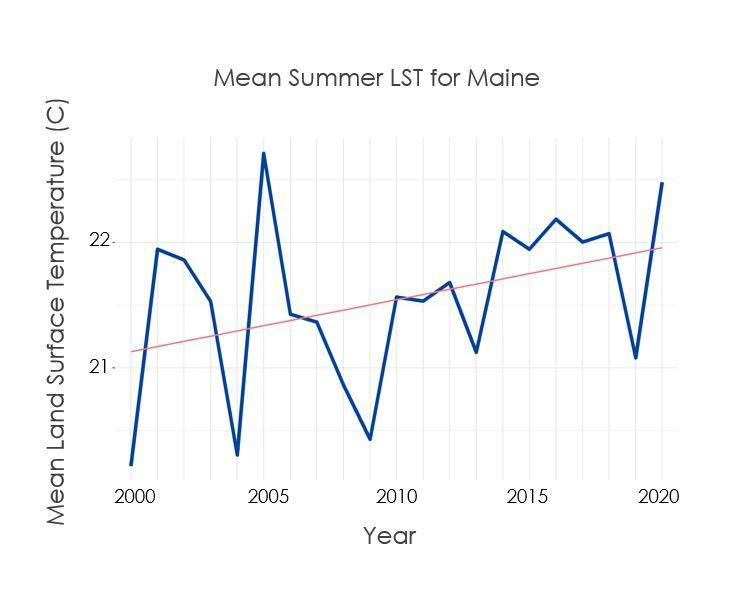 Mean Summer LST for Maine
Mean Land Surface Temperature (C)
22
21
2000 2005 2010 2015 2020
Year